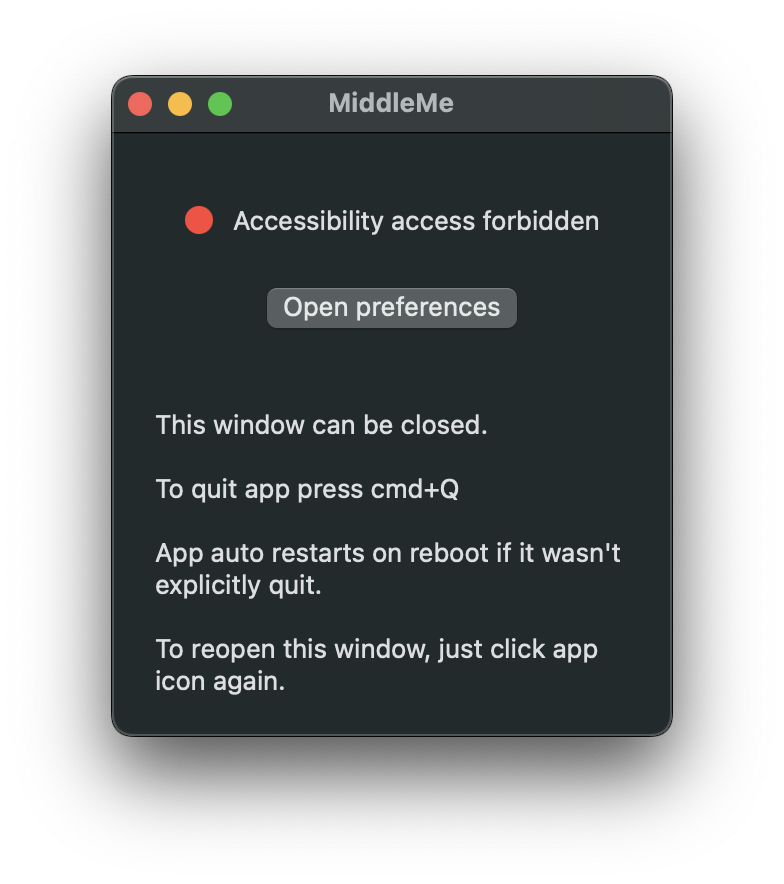 MiddleMe
Accessibility access forbidden
Open preferences
This window can be closed.
To quit app press cmd+Q
App auto restarts on reboot if it wasn't
explicitly quit.
To reopen this window, just click app
icon again.